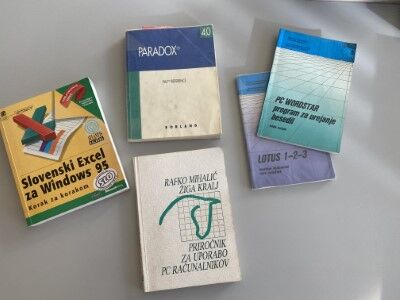 PARADOX®
4.0
BORLAND
PC WORDSTAR
program za urejanje
besedil
LOTUS 1-2-3
Slovenski Excel
za Windows 95
Korak za korakom
RAFKO MIHALIČ
ŽIGA KRALJ
PRIROČNIK
ZA UPORABO
PC RAČUNALNIKOV